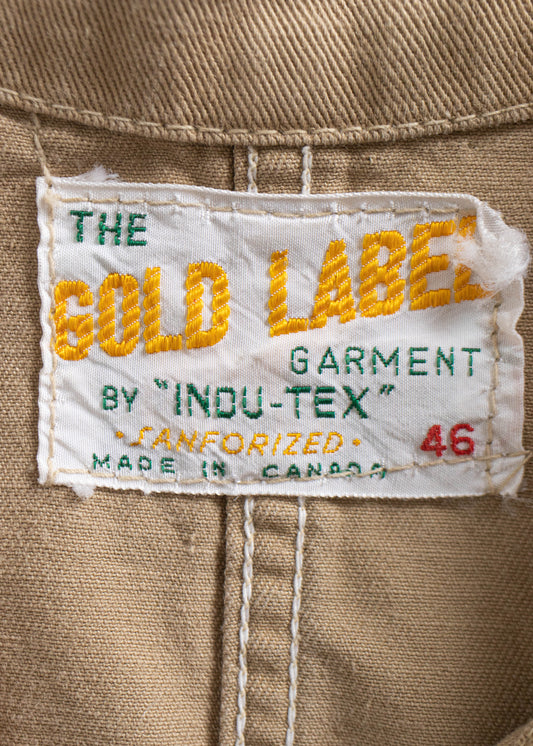 THE
GOLD LABEL
GARMENT
BY "INDU-TEX"
•SANFORIZED• 46
MADE IN CANADA